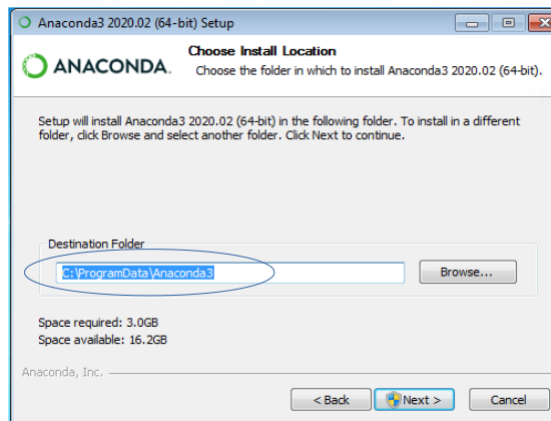 Anaconda3 2020.02 (64-bit) Setup
Choose Install Location
ANACONDA.
Choose the folder in which to install Anaconda3 2020.02 (64-bit).
Setup will install Anaconda3 2020.02 (64-bit) in the following folder. To install in a different
folder, click Browse and select another folder. Click Next to continue.
Destination Folder
C:\ProgramData\Anaconda3
Browse...
Space required: 3.0GB
Space available: 16.2GB
Anaconda, Inc.
< Back
Next >
Cancel